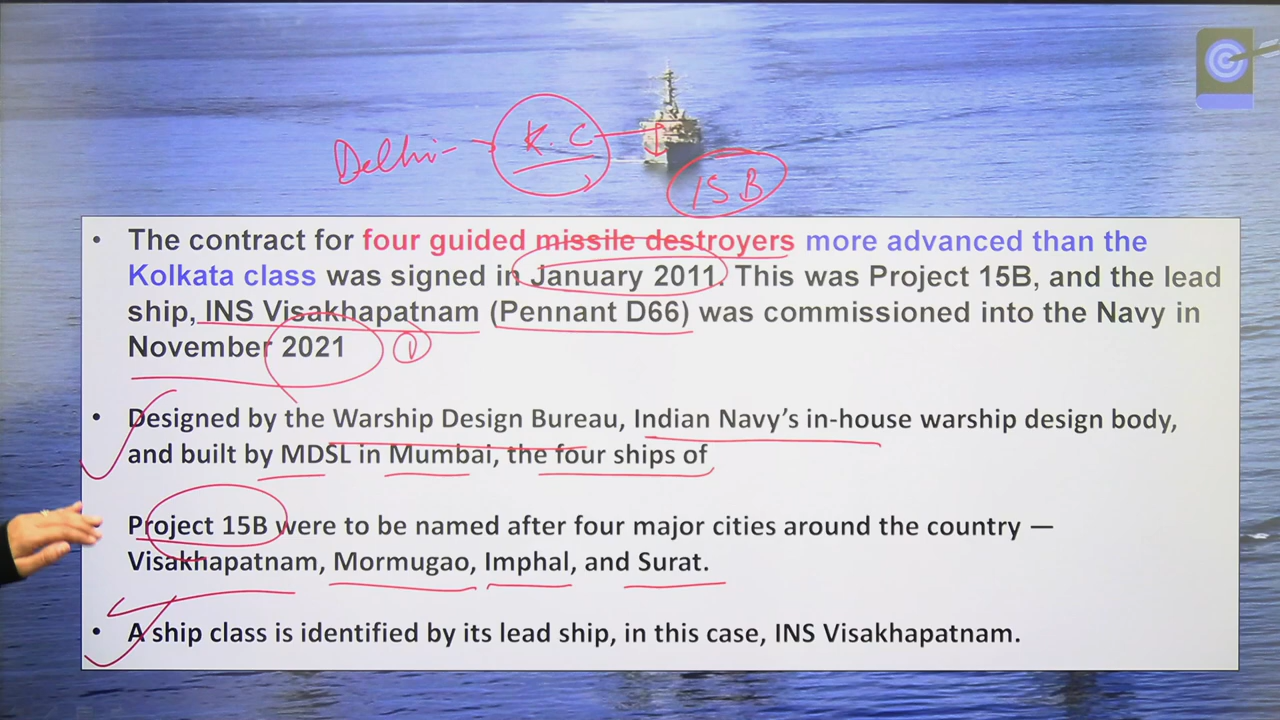 Delhi - K. C
15 B
• The contract for four guided missile destroyers more advanced than the
Kolkata class was signed in January 2011. This was Project 15B, and the lead
ship, INS Visakhapatnam (Pennant D66) was commissioned into the Navy in
November 2021 1
• Designed by the Warship Design Bureau, Indian Navy's in-house warship design body,
and built by MDSL in Mumbai, the four ships of
Project 15B were to be named after four major cities around the country —
Visakhapatnam, Mormugao, Imphal, and Surat.
• A ship class is identified by its lead ship, in this case, INS Visakhapatnam.